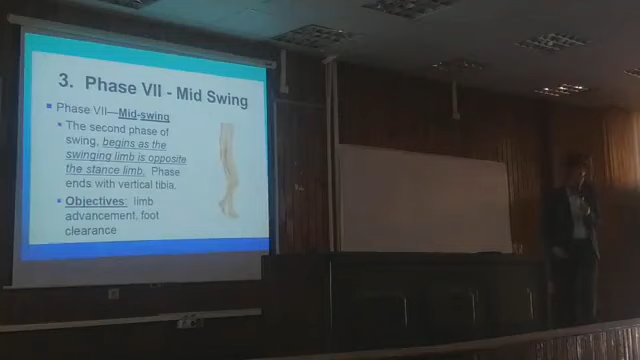 3. Phase VII - Mid Swing
Phase VII—Mid-swing
The second phase of
swing, begins as the
swinging limb is opposite
the stance limb. Phase
ends with vertical tibia.
Objectives: limb
advancement, foot
clearance